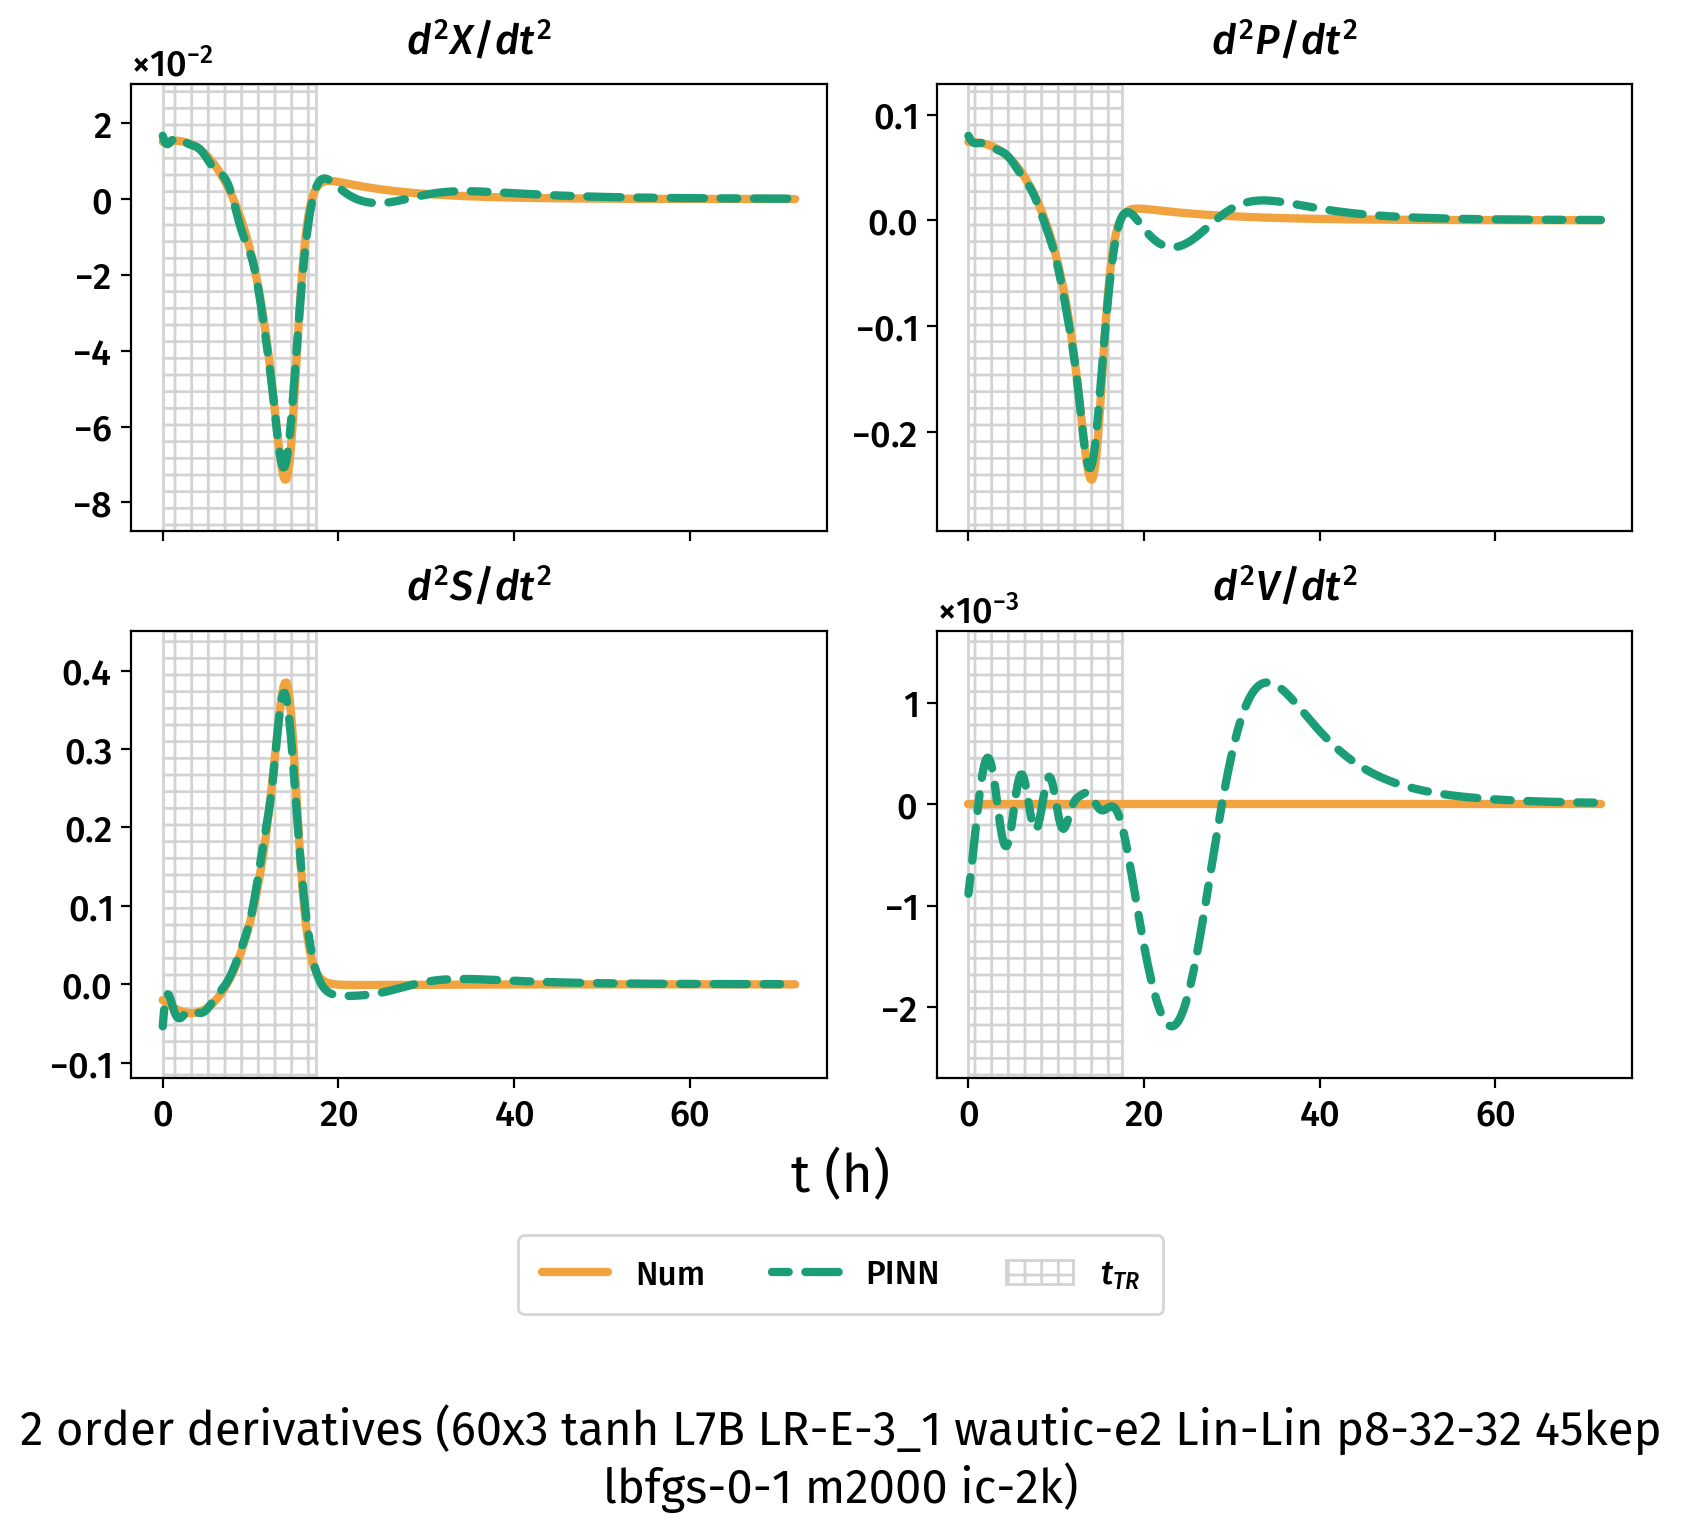 d²X/dt² d²P/dt²
×10⁻²
2
0
−2
−4
−6
−8
0.1
0.0
−0.1
−0.2
d²S/dt² d²V/dt²
×10⁻³
0.4
0.3
0.2
0.1
0.0
−0.1
1
0
−1
−2
0 20 40 60
0 20 40 60
t (h)
Num PINN t_TR
2 order derivatives (60x3 tanh L7B LR-E-3_1 wautic-e2 Lin-Lin p8-32-32 45kep
lbfgs-0-1 m2000 ic-2k)